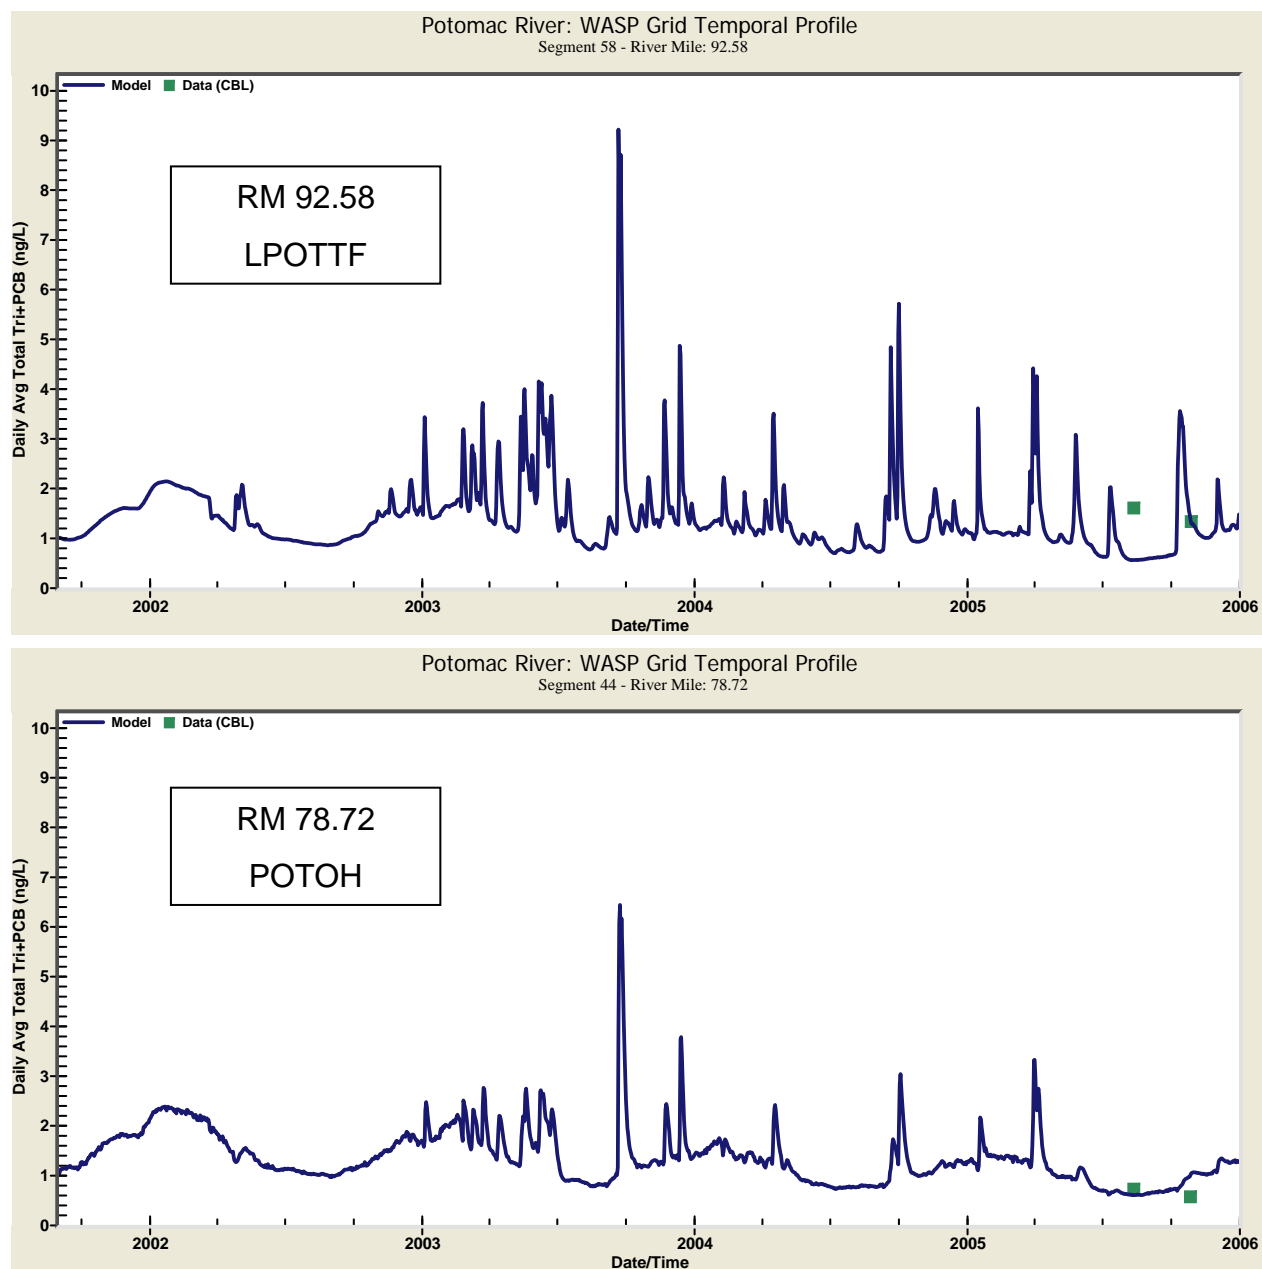 Potomac River: WASP Grid Temporal Profile
Segment 58 - River Mile: 92.58
Model Data (CBL)
Daily Avg Total Tri+PCB (ng/L)
10
9
8
7
6
5
4
3
2
1
0
RM 92.58
LPOTTF
2002 2003 2004 2005 2006
Date/Time
Potomac River: WASP Grid Temporal Profile
Segment 44 - River Mile: 78.72
Model Data (CBL)
Daily Avg Total Tri+PCB (ng/L)
10
9
8
7
6
5
4
3
2
1
0
RM 78.72
POTOH
2002 2003 2004 2005 2006
Date/Time